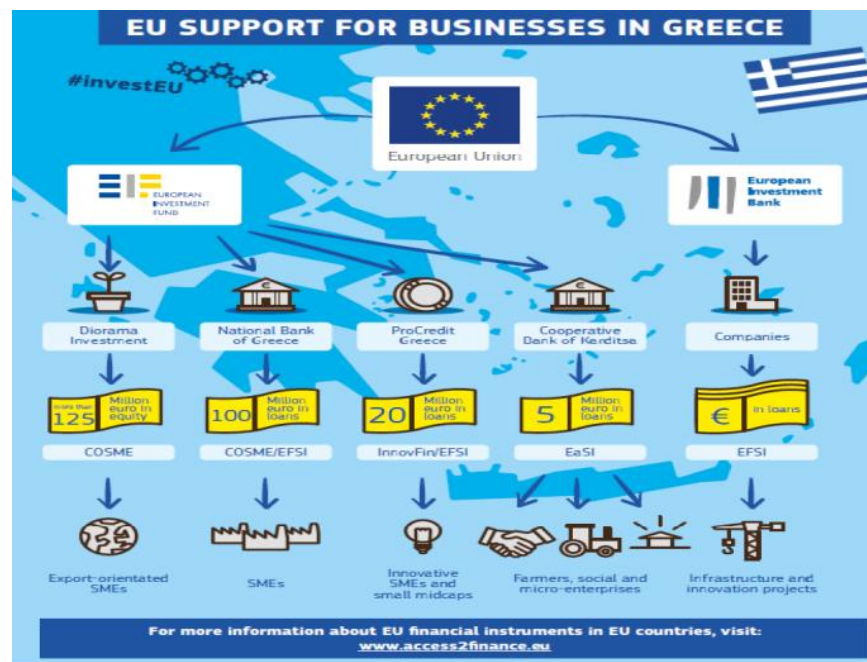 EU SUPPORT FOR BUSINESSES IN GREECE
#investEU
European Union
EUROPEAN
INVESTMENT
FUND
European
Investment
Bank
Diorama
Investment
National Bank
of Greece
ProCredit
Greece
Cooperative
Bank of Karditsa
Companies
more than
125
Million
euro in
equity
100
Million
euro in
loans
20
Million
euro in
loans
5
Million
euro in
loans
€
in loans
COSME
COSME/EFSI
InnovFin/EFSI
EaSI
EFSI
Export-orientated
SMEs
SMEs
Innovative
SMEs and
small midcaps
Farmers, social and
micro-enterprises
Infrastructure and
innovation projects
For more information about EU financial instruments in EU countries, visit:
www.access2finance.eu